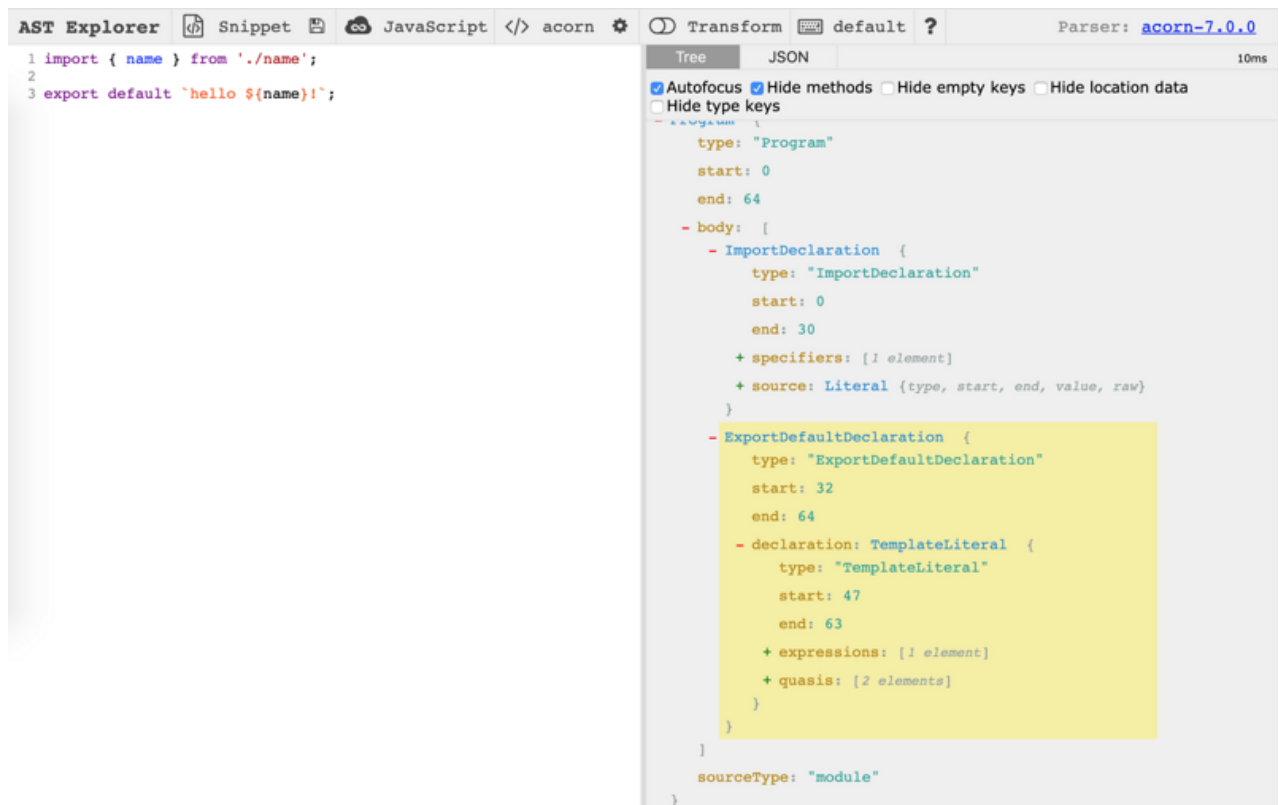 AST Explorer Snippet JavaScript </> acorn Transform default ? Parser: acorn-7.0.0
1 import { name } from './name';
2
3 export default `hello ${name}!`;
Tree JSON 10ms
Autofocus Hide methods Hide empty keys Hide location data
Hide type keys
- Program {
type: "Program"
start: 0
end: 64
- body: [
- ImportDeclaration {
type: "ImportDeclaration"
start: 0
end: 30
+ specifiers: [1 element]
+ source: Literal {type, start, end, value, raw}
}
- ExportDefaultDeclaration {
type: "ExportDefaultDeclaration"
start: 32
end: 64
- declaration: TemplateLiteral {
type: "TemplateLiteral"
start: 47
end: 63
+ expressions: [1 element]
+ quasis: [2 elements]
}
}
]
sourceType: "module"
}